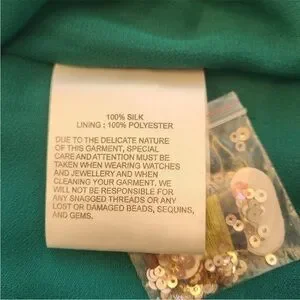 100% SILK
LINING : 100% POLYESTER
DUE TO THE DELICATE NATURE
OF THIS GARMENT, SPECIAL
CARE AND ATTENTION MUST BE
TAKEN WHEN WEARING WATCHES
AND JEWELLERY AND WHEN
CLEANING YOUR GARMENT. WE
WILL NOT BE RESPONSIBLE FOR
ANY SNAGGED THREADS OR ANY
LOST OR DAMAGED BEADS, SEQUINS,
AND GEMS.